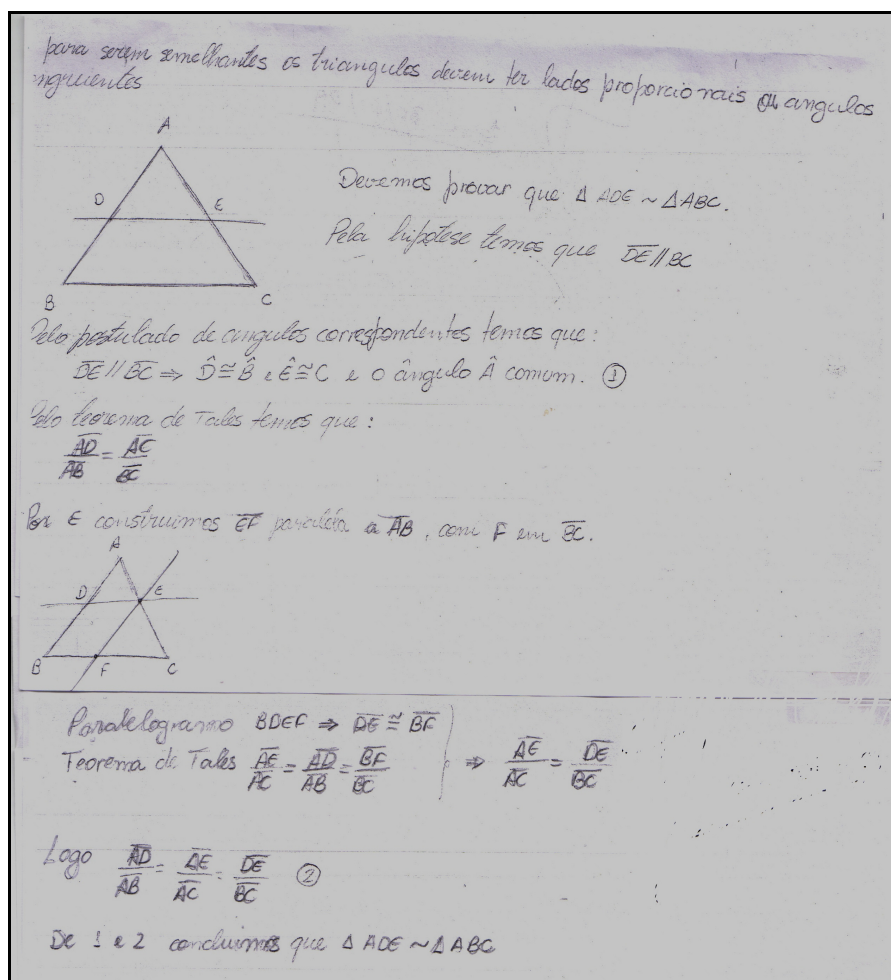 para serem semelhantes os triangulos devem ter lados proporcionais ou angulos
ngruentes
A
D E
B C
Devemos provar que Δ ADE ~ Δ ABC.
Pela hipótese temos que DE // BC
Pelo postulado de angulos correspondentes temos que:
DE // BC ⇒ D̂ ≅ B̂ e Ê ≅ C e o ângulo Â comum. ①
Pelo teorema de Tales temos que:
AD/AB = AC/BC
Por E construimos EF paralela a AB, com F em BC.
A
D E
B F C
Paralelogramo BDEF ⇒ DE ≅ BF
Teorema de Tales AE/AC = AD/AB = BF/BC ⇒ AE/AC = DE/BC
Logo AD/AB = AE/AC = DE/BC ②
De 1 e 2 concluimos que Δ ADE ~ Δ ABC